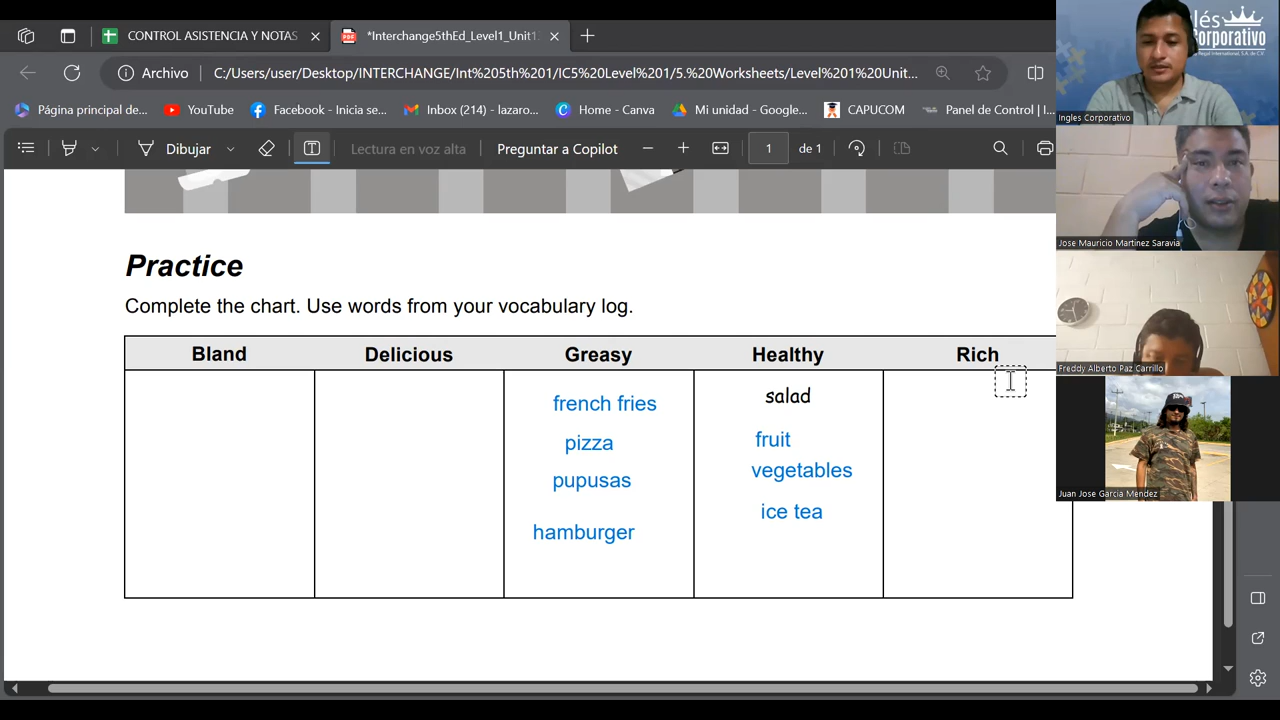 CONTROL ASISTENCIA Y NOTAS
*Interchange5thEd_Level1_Unit1
Archivo
C:/Users/user/Desktop/INTERCHANGE/Int%205th%201/IC5%20Level%201/5.%20Worksheets/Level%201%20Unit...
Página principal de...
YouTube
Facebook - Inicia se...
Inbox (214) - lazaro...
Home - Canva
Mi unidad - Google...
CAPUCOM
Panel de Control | I...
Dibujar
Lectura en voz alta
Preguntar a Copilot
1
de 1
Practice
Complete the chart. Use words from your vocabulary log.
Bland Delicious Greasy Healthy Rich
french fries
pizza
pupusas
hamburger
salad
fruit
vegetables
ice tea
lés
orporativo
Ingles Corporativo
Jose Mauricio Martinez Saravia
Freddy Alberto Paz Carrillo
Juan Jose Garcia Mendez